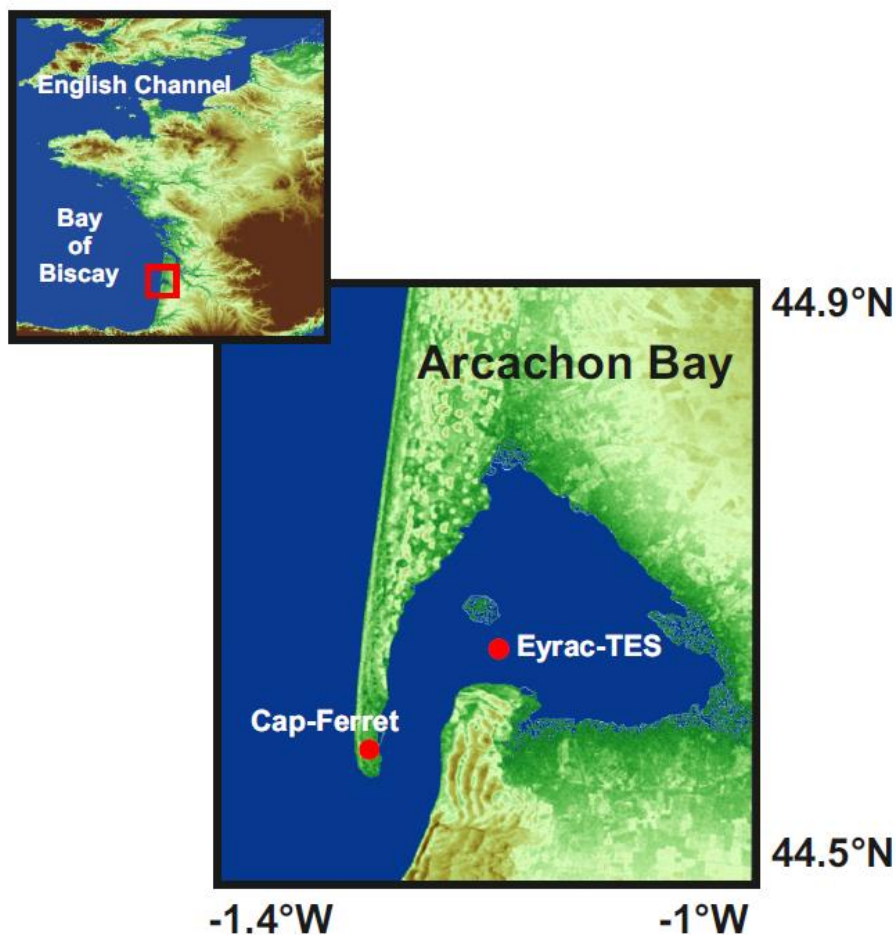 English Channel
Bay
of
Biscay
44.9°N
Arcachon Bay
Eyrac-TES
Cap-Ferret
44.5°N
-1.4°W
-1°W